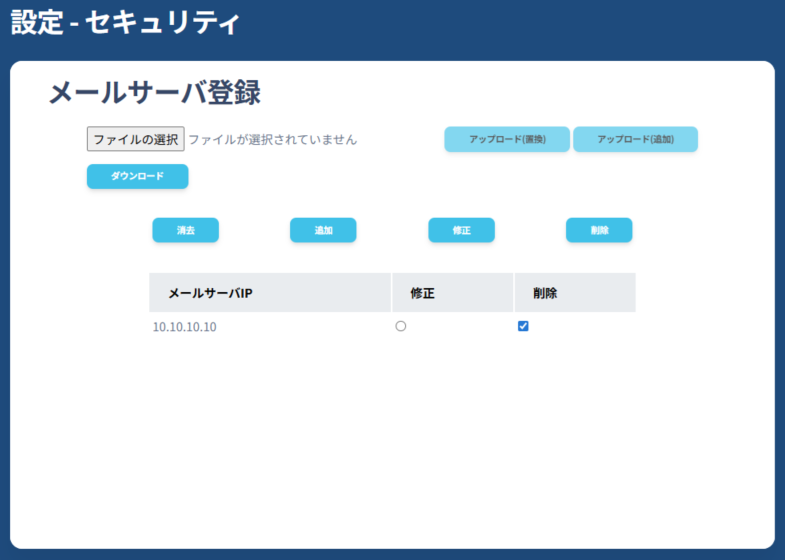 設定 - セキュリティ
メールサーバ登録
ファイルの選択 ファイルが選択されていません アップロード(置換) アップロード(追加)
ダウンロード
消去 追加 修正 削除
メールサーバIP 修正 削除
10.10.10.10